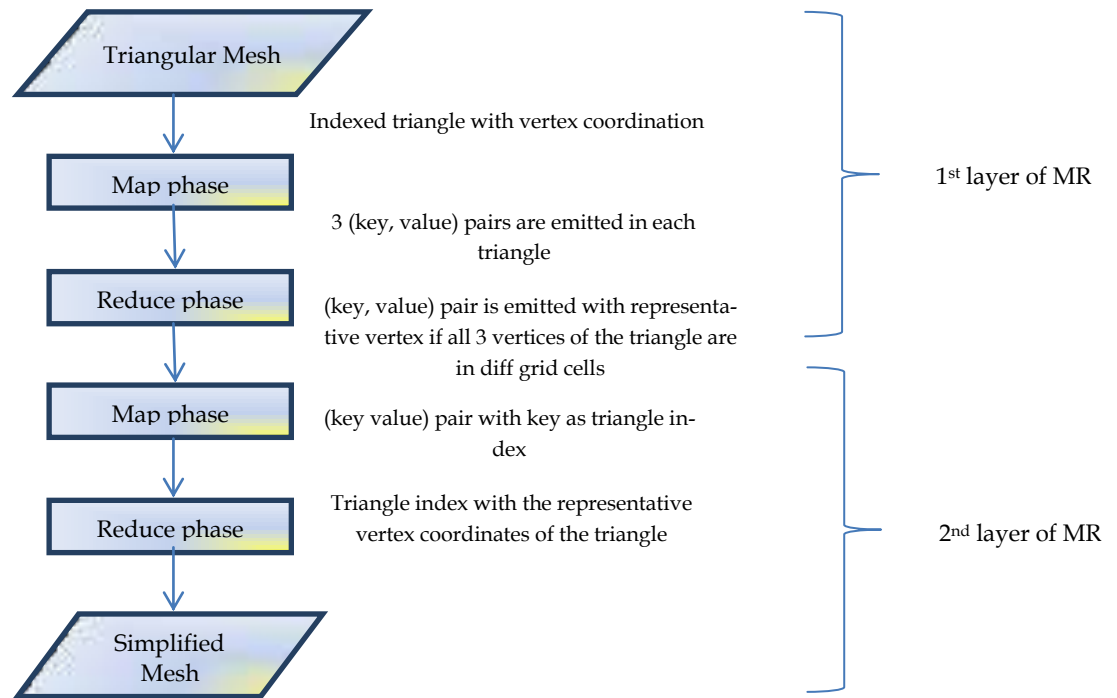 Triangular Mesh
Indexed triangle with vertex coordination
Map phase
1st layer of MR
3 (key, value) pairs are emitted in each
triangle
Reduce phase
(key, value) pair is emitted with representa-
tive vertex if all 3 vertices of the triangle are
in diff grid cells
Map phase
(key value) pair with key as triangle in-
dex
Reduce phase
Triangle index with the representative
vertex coordinates of the triangle
2nd layer of MR
Simplified
Mesh